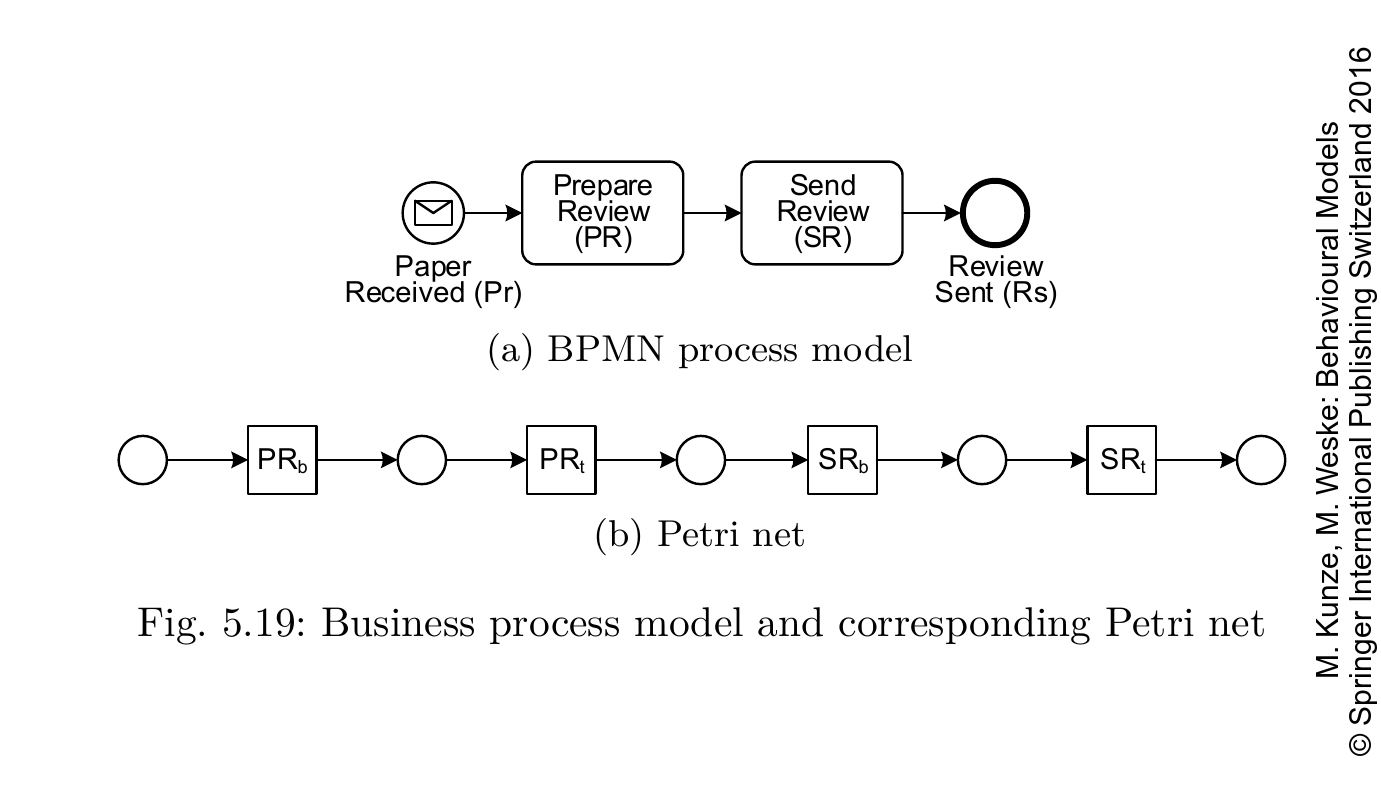 Prepare
Review
(PR)
Send
Review
(SR)
Paper
Received (Pr)
Review
Sent (Rs)
(a) BPMN process model
PRb
PRt
SRb
SRt
(b) Petri net
Fig. 5.19: Business process model and corresponding Petri net
M. Kunze, M. Weske: Behavioural Models
© Springer International Publishing Switzerland 2016